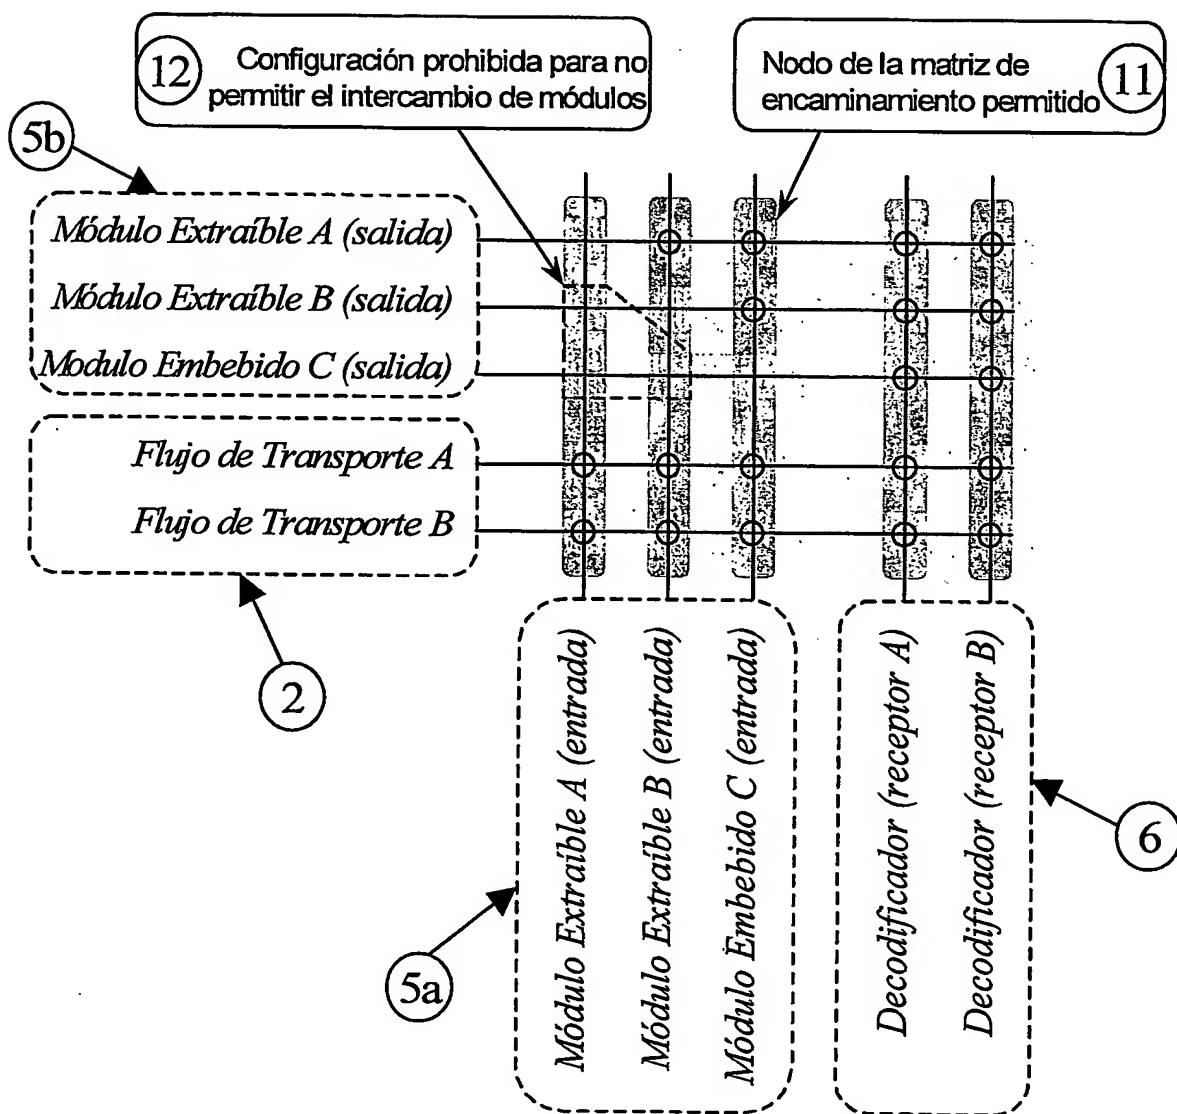 12
Configuración prohibida para no
permitir el intercambio de módulos
Nodo de la matriz de
encaminamiento permitido
11
5b
Módulo Extraíble A (salida)
Módulo Extraíble B (salida)
Modulo Embebido C (salida)
Flujo de Transporte A
Flujo de Transporte B
2
Módulo Extraíble A (entrada)
Módulo Extraíble B (entrada)
Módulo Embebido C (entrada)
Decodificador (receptor A)
Decodificador (receptor B)
6
5a